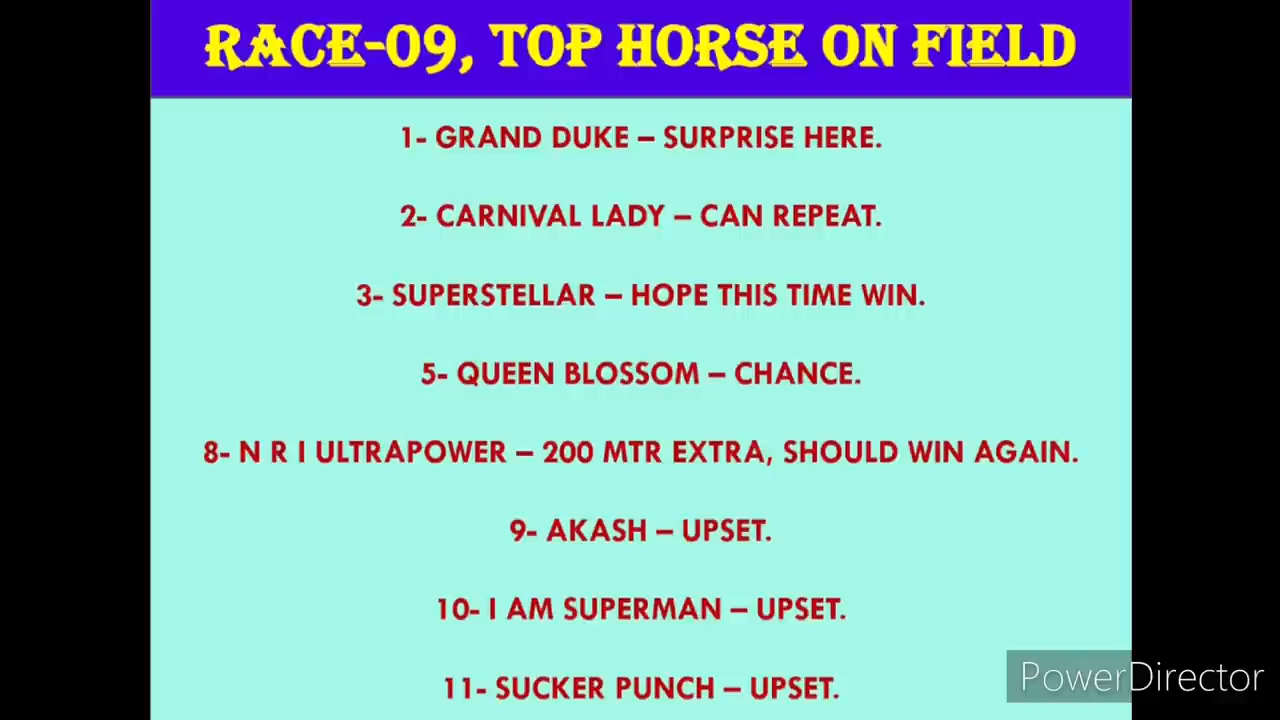 RACE-09, TOP HORSE ON FIELD
1- GRAND DUKE – SURPRISE HERE.
2- CARNIVAL LADY – CAN REPEAT.
3- SUPERSTELLAR – HOPE THIS TIME WIN.
5- QUEEN BLOSSOM – CHANCE.
8- N R I ULTRAPOWER – 200 MTR EXTRA, SHOULD WIN AGAIN.
9- AKASH – UPSET.
10- I AM SUPERMAN – UPSET.
11- SUCKER PUNCH – UPSET.
PowerDirector